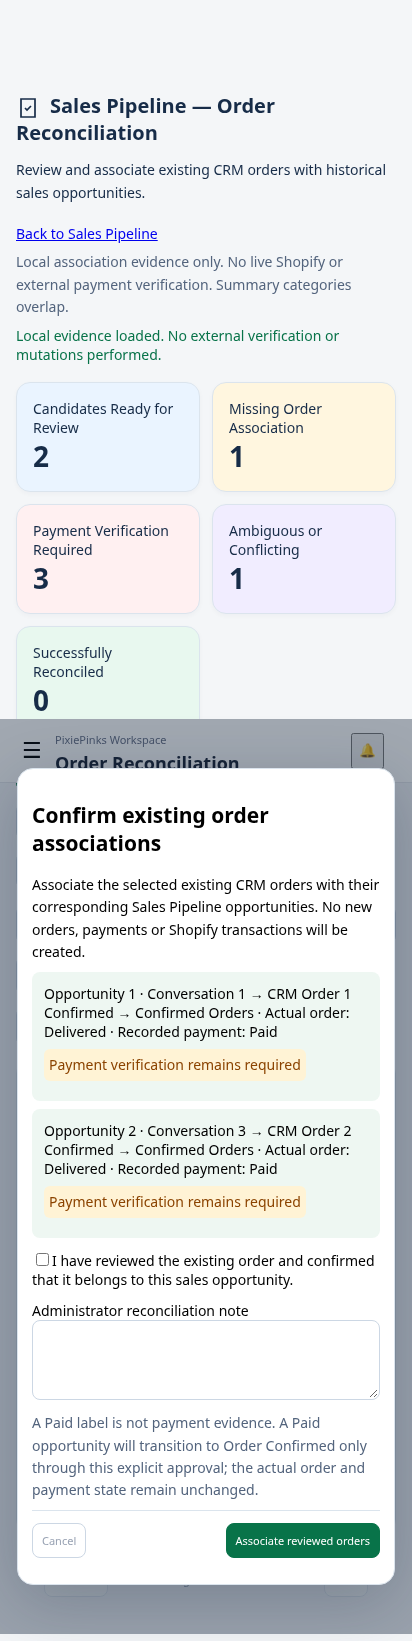 Sales Pipeline — Order
Reconciliation
Review and associate existing CRM orders with historical
sales opportunities.
Back to Sales Pipeline
Local association evidence only. No live Shopify or
external payment verification. Summary categories
overlap.
Local evidence loaded. No external verification or
mutations performed.
Candidates Ready for
Review
2
Missing Order
Association
1
Payment Verification
Required
3
Ambiguous or
Conflicting
1
Successfully
Reconciled
0
PixiePinks Workspace
Order Reconciliation
Confirm existing order
associations
Associate the selected existing CRM orders with their
corresponding Sales Pipeline opportunities. No new
orders, payments or Shopify transactions will be
created.
Opportunity 1 · Conversation 1 → CRM Order 1
Confirmed → Confirmed Orders · Actual order:
Delivered · Recorded payment: Paid
Payment verification remains required
Opportunity 2 · Conversation 3 → CRM Order 2
Confirmed → Confirmed Orders · Actual order:
Delivered · Recorded payment: Paid
Payment verification remains required
I have reviewed the existing order and confirmed
that it belongs to this sales opportunity.
Administrator reconciliation note
A Paid label is not payment evidence. A Paid
opportunity will transition to Order Confirmed only
through this explicit approval; the actual order and
payment state remain unchanged.
Cancel
Associate reviewed orders